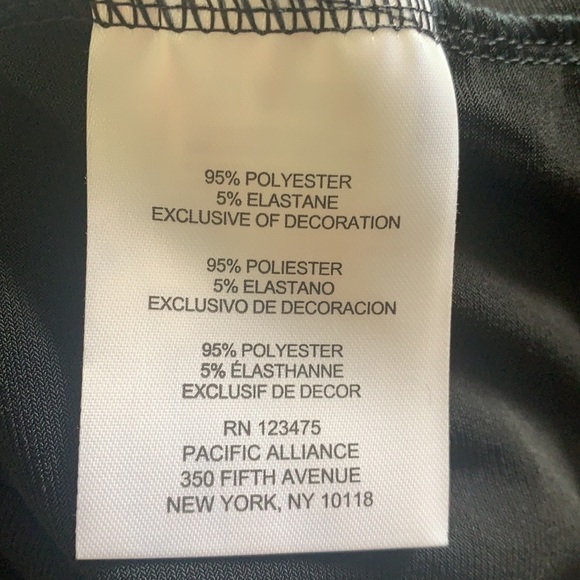 95% POLYESTER
5% ELASTANE
EXCLUSIVE OF DECORATION
95% POLIESTER
5% ELASTANO
EXCLUSIVO DE DECORACION
95% POLYESTER
5% ÉLASTHANNE
EXCLUSIF DE DECOR
RN 123475
PACIFIC ALLIANCE
350 FIFTH AVENUE
NEW YORK, NY 10118